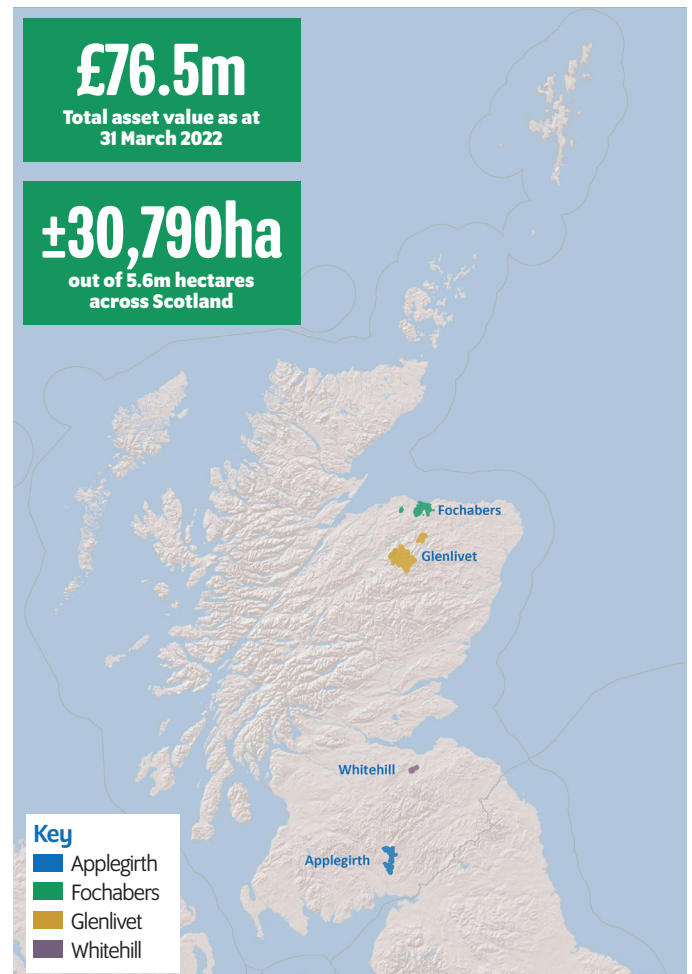 £76.5m
Total asset value as at
31 March 2022
±30,790ha
out of 5.6m hectares
across Scotland
Fochabers
Glenlivet
Whitehill
Applegirth
Key
Applegirth
Fochabers
Glenlivet
Whitehill